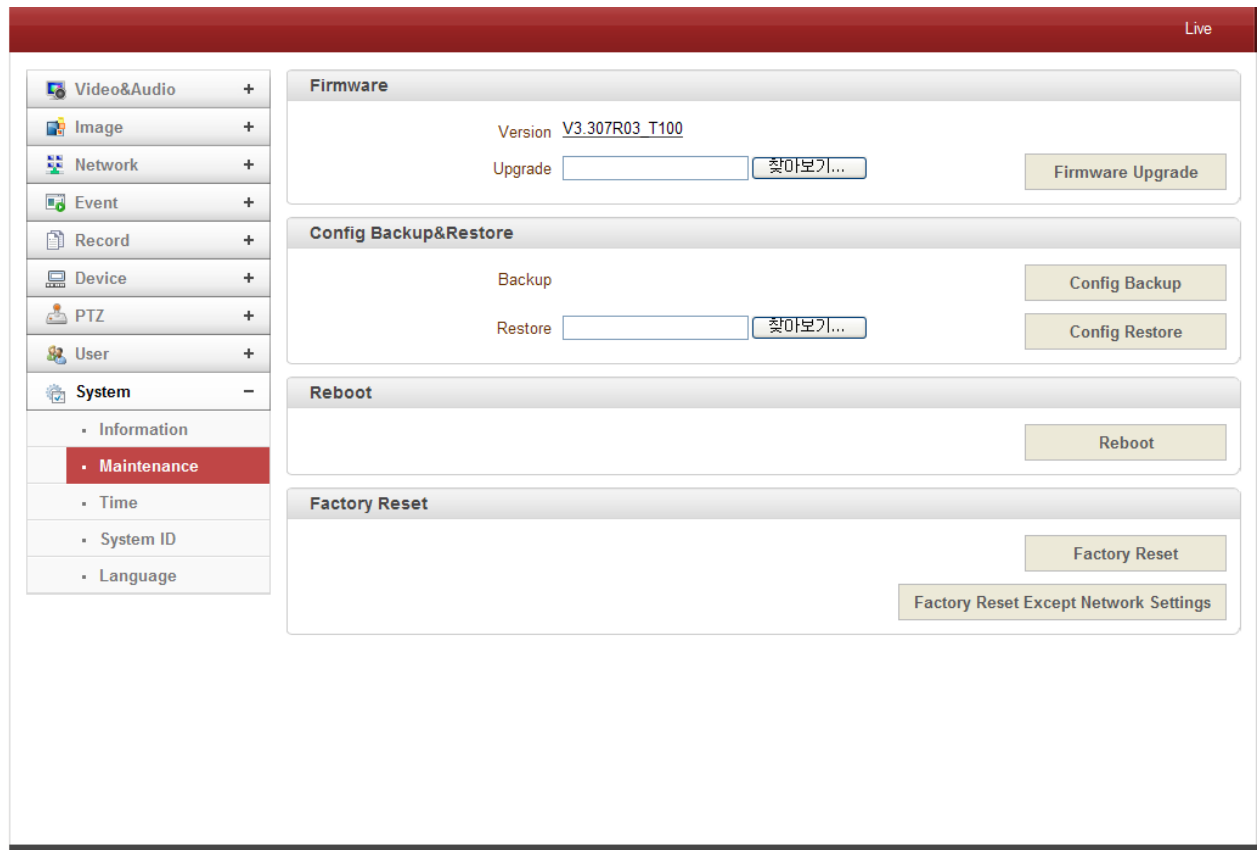 Live
Video&Audio +
Image +
Network +
Event +
Record +
Device +
PTZ +
User +
System −
Information
Maintenance
Time
System ID
Language
Firmware
Version V3.307R03_T100
Upgrade 찾아보기...
Firmware Upgrade
Config Backup&Restore
Backup
Config Backup
Restore 찾아보기...
Config Restore
Reboot
Reboot
Factory Reset
Factory Reset
Factory Reset Except Network Settings